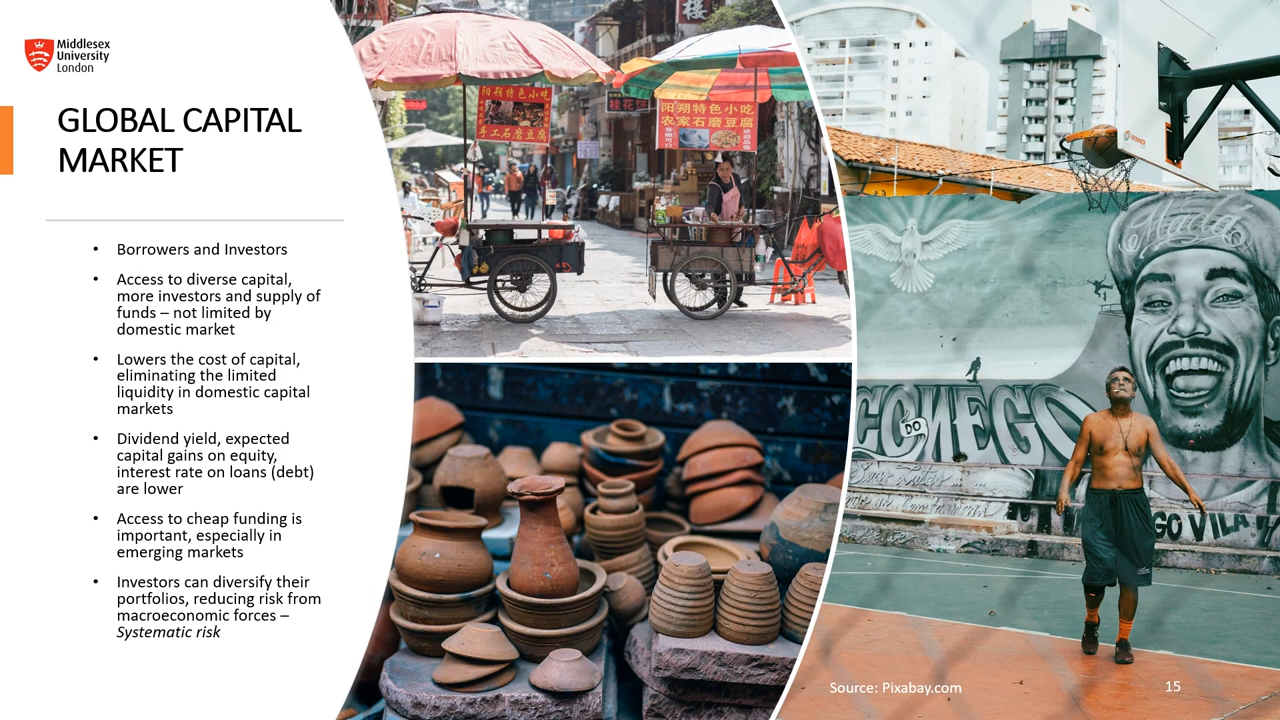 Middlesex
University
London
GLOBAL CAPITAL
MARKET
• Borrowers and Investors
• Access to diverse capital,
more investors and supply of
funds – not limited by
domestic market
• Lowers the cost of capital,
eliminating the limited
liquidity in domestic capital
markets
• Dividend yield, expected
capital gains on equity,
interest rate on loans (debt)
are lower
• Access to cheap funding is
important, especially in
emerging markets
• Investors can diversify their
portfolios, reducing risk from
macroeconomic forces –
Systematic risk
阳朔特色小吃
手工石磨豆腐
阳朔特色小吃
农家石磨豆腐
桂花
CONEGO
DO
GO VILA
Source: Pixabay.com
15